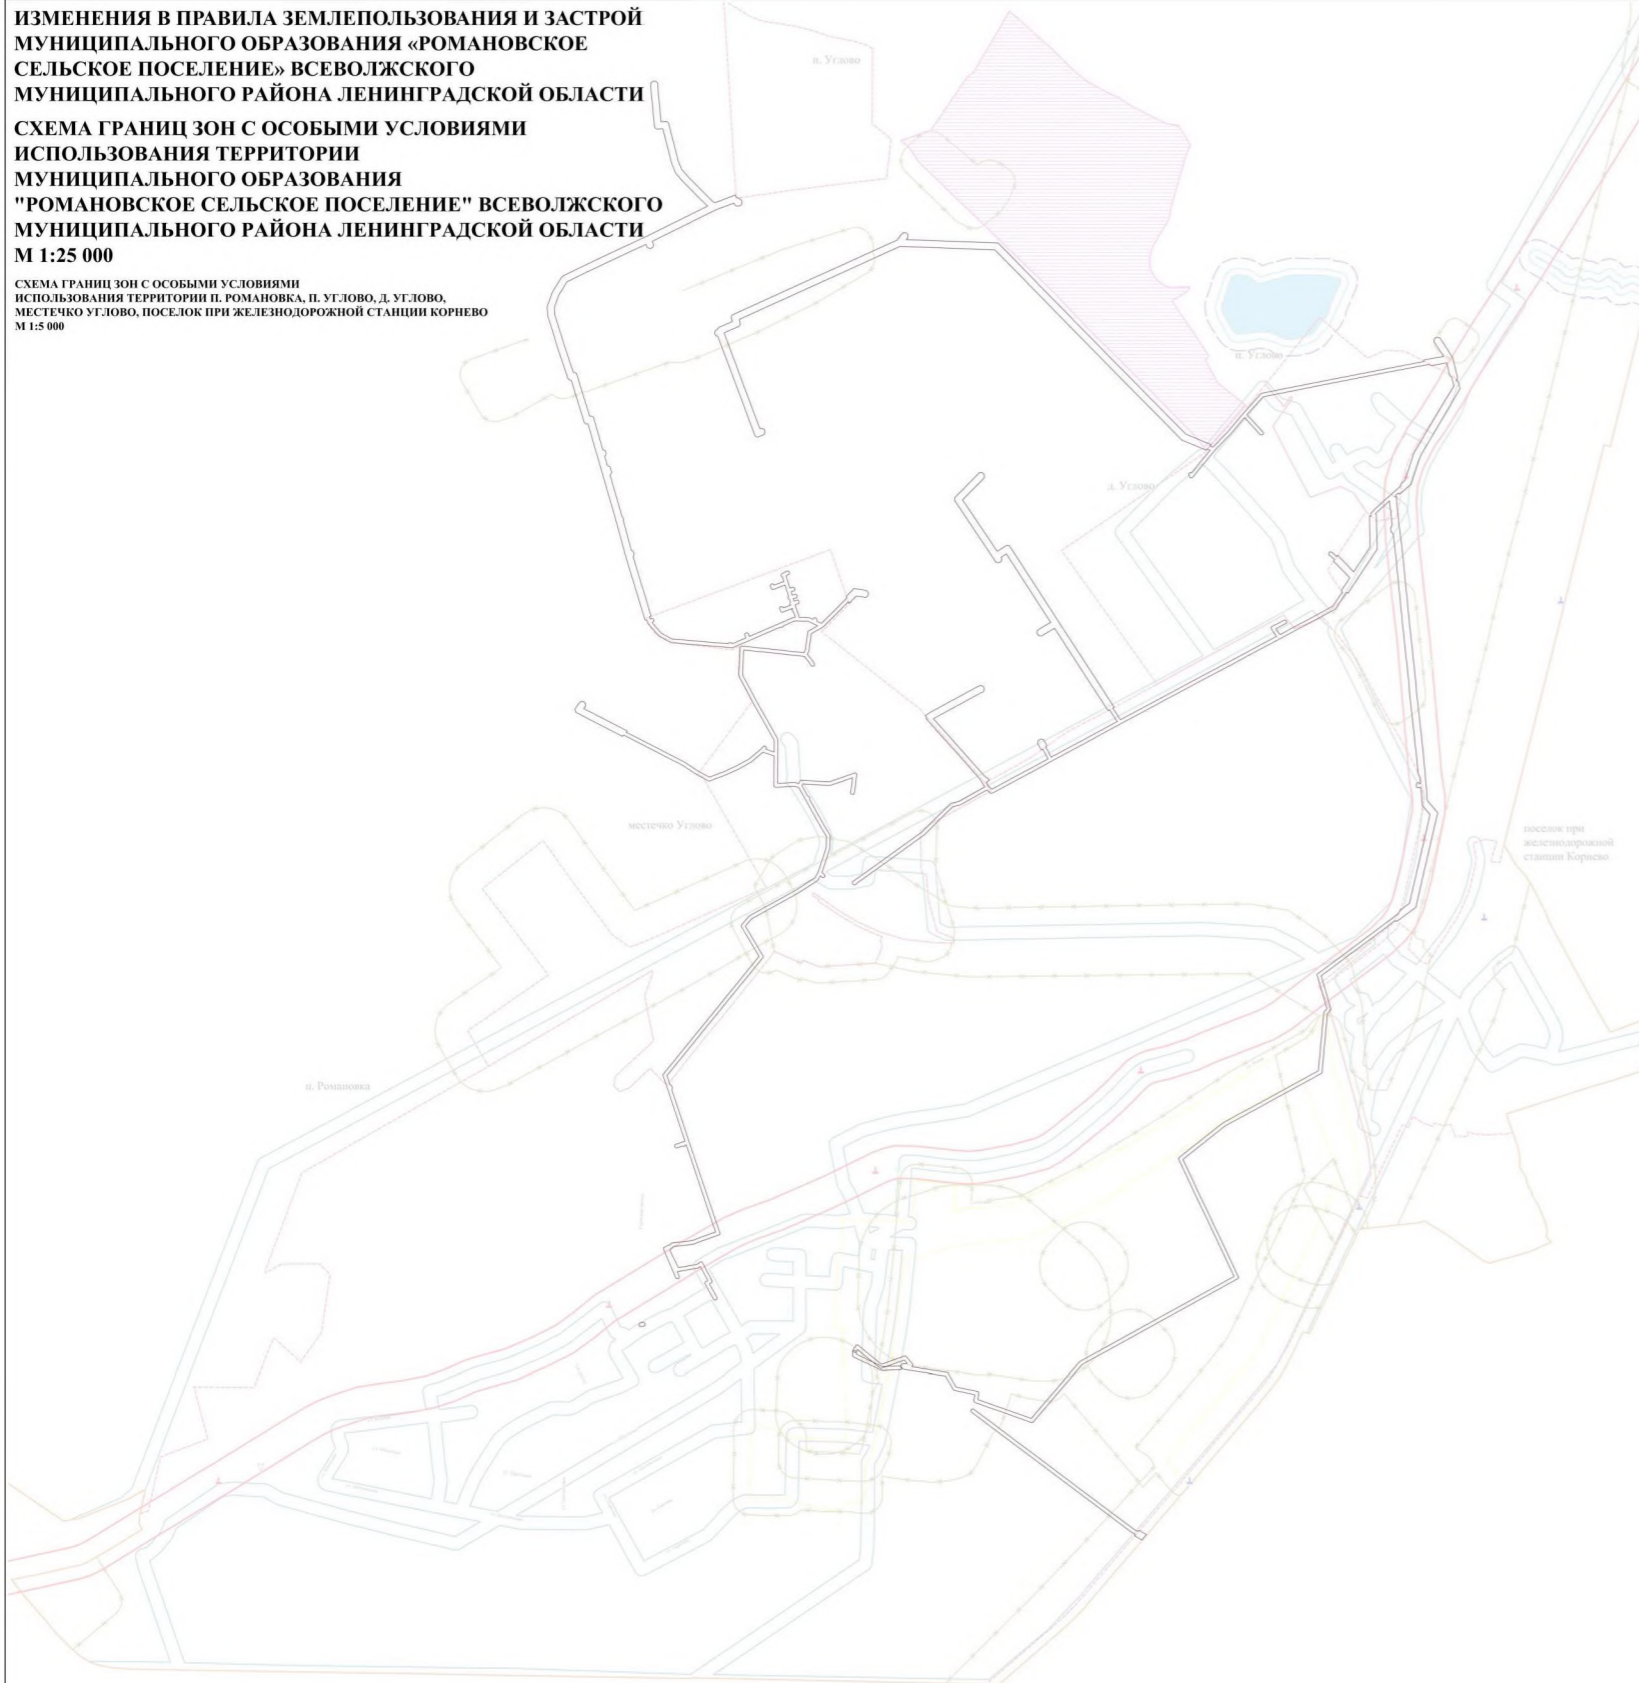 ИЗМЕНЕНИЯ В ПРАВИЛА ЗЕМЛЕПОЛЬЗОВАНИЯ И ЗАСТРОЙ
МУНИЦИПАЛЬНОГО ОБРАЗОВАНИЯ «РОМАНОВСКОЕ
СЕЛЬСКОЕ ПОСЕЛЕНИЕ» ВСЕВОЛЖСКОГО
МУНИЦИПАЛЬНОГО РАЙОНА ЛЕНИНГРАДСКОЙ ОБЛАСТИ
СХЕМА ГРАНИЦ ЗОН С ОСОБЫМИ УСЛОВИЯМИ
ИСПОЛЬЗОВАНИЯ ТЕРРИТОРИИ
МУНИЦИПАЛЬНОГО ОБРАЗОВАНИЯ
"РОМАНОВСКОЕ СЕЛЬСКОЕ ПОСЕЛЕНИЕ" ВСЕВОЛЖСКОГО
МУНИЦИПАЛЬНОГО РАЙОНА ЛЕНИНГРАДСКОЙ ОБЛАСТИ
М 1:25 000
СХЕМА ГРАНИЦ ЗОН С ОСОБЫМИ УСЛОВИЯМИ
ИСПОЛЬЗОВАНИЯ ТЕРРИТОРИИ П. РОМАНОВКА, П. УГЛОВО, Д. УГЛОВО,
МЕСТЕЧКО УГЛОВО, ПОСЕЛОК ПРИ ЖЕЛЕЗНОДОРОЖНОЙ СТАНЦИИ КОРНЕВО
М 1:5 000
п. Углово
п. Углово
д. Углово
местечко Углово
поселок при
железнодорожной
станции Корнево
п. Романовка